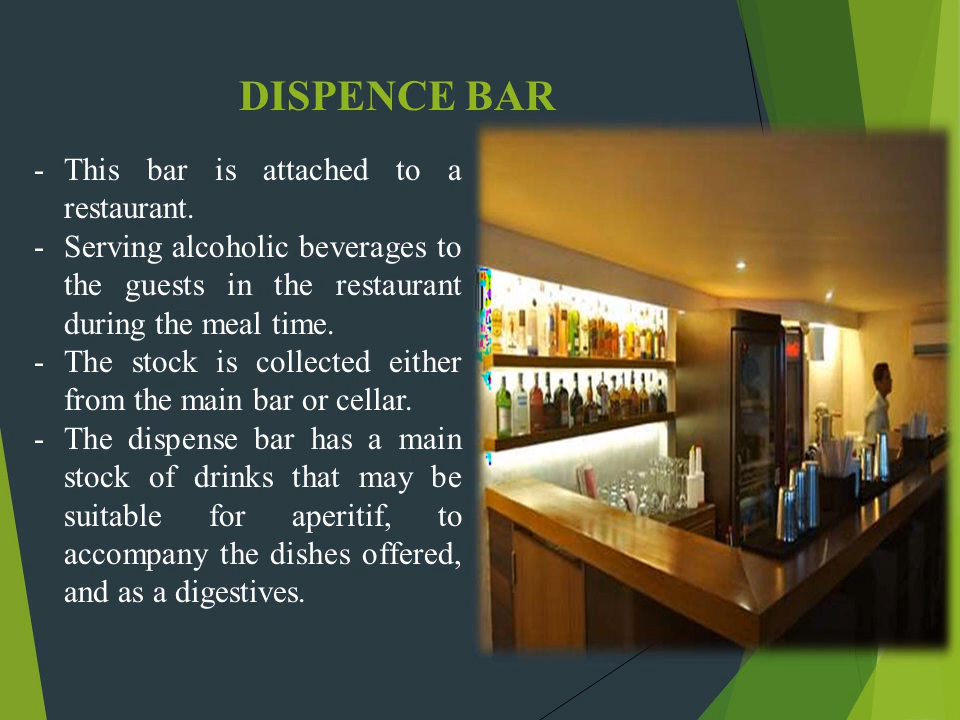 DISPENCE BAR
- This bar is attached to a
restaurant.
- Serving alcoholic beverages to
the guests in the restaurant
during the meal time.
- The stock is collected either
from the main bar or cellar.
- The dispense bar has a main
stock of drinks that may be
suitable for aperitif, to
accompany the dishes offered,
and as a digestives.